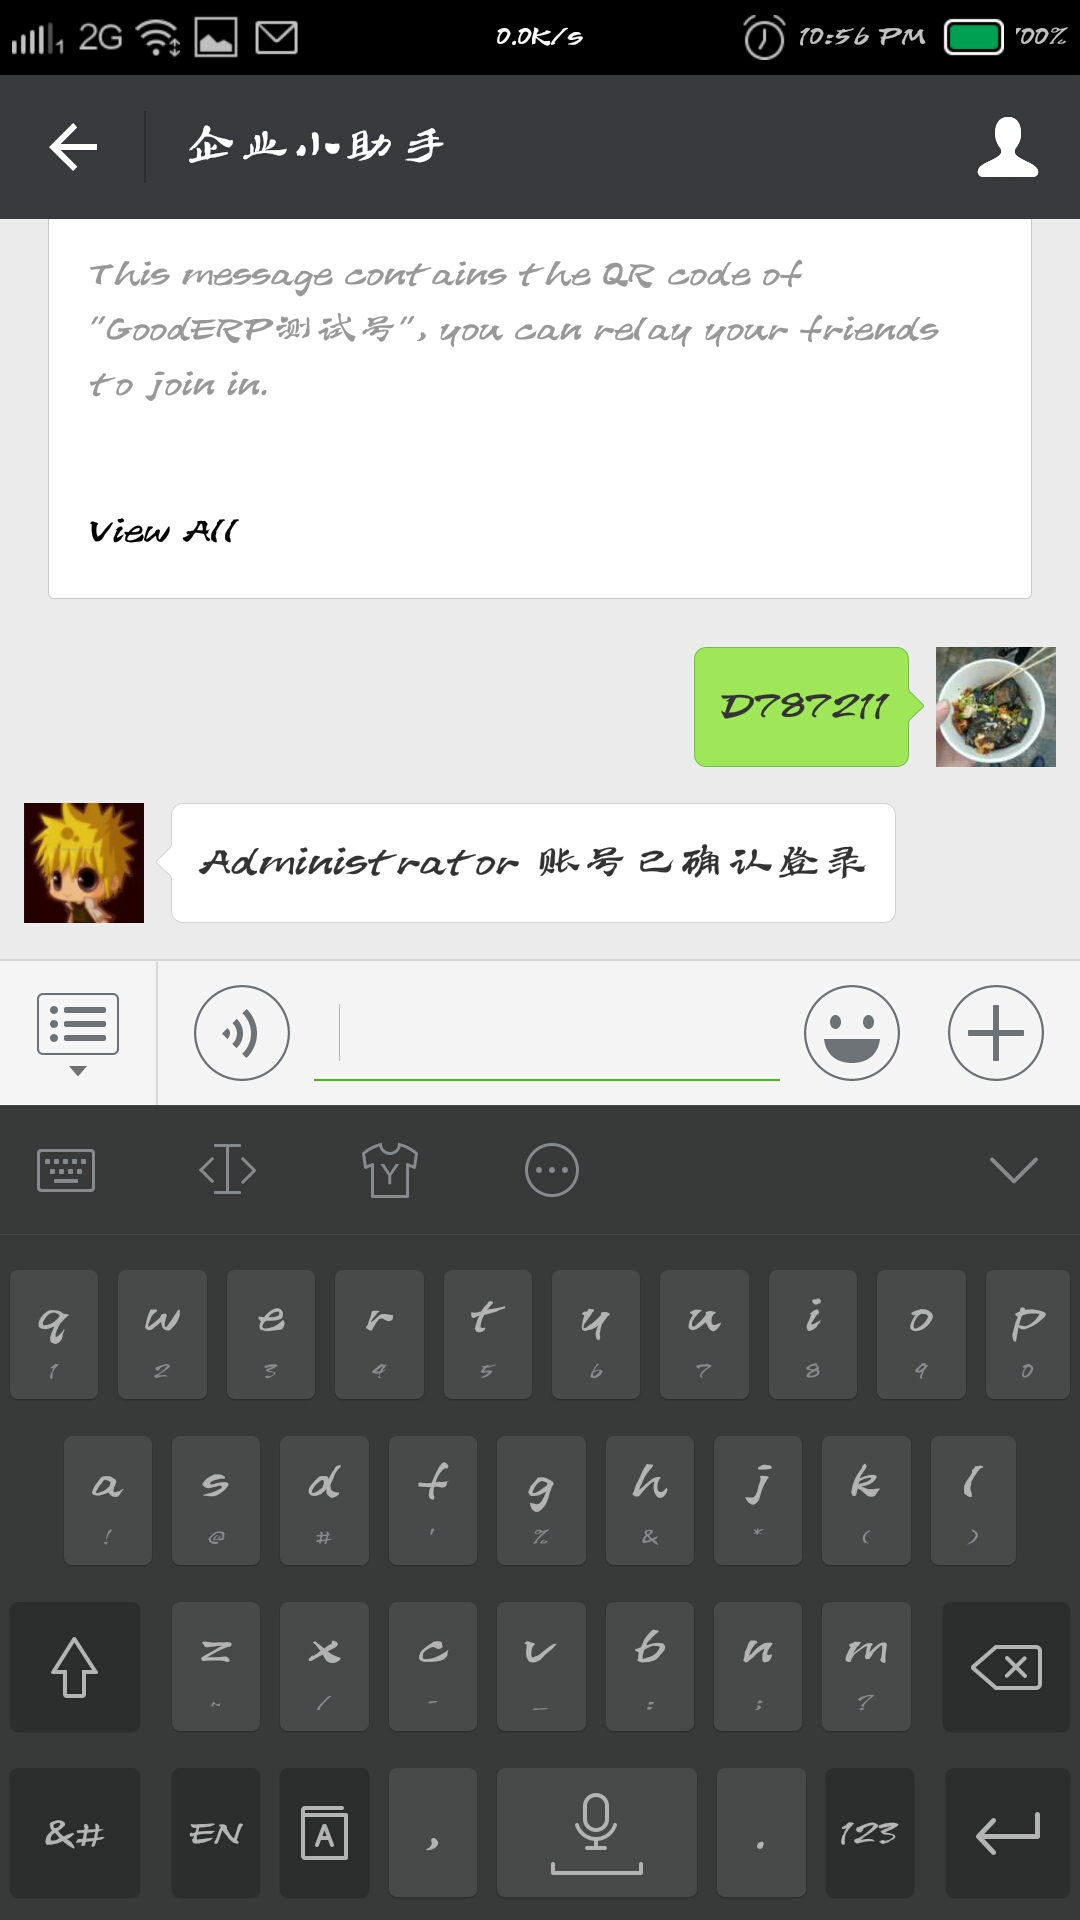 2G 0.0K/s 10:56 PM 100%
企业小助手
This message contains the QR code of
"GoodERP测试号", you can relay your friends
to join in.
View All
D787211
Administrator 账号已确认登录
q w e r t y u i o p
1 2 3 4 5 6 7 8 9 0
a s d f g h j k l
! @ # ' % & * ( )
z x c v b n m
~ / - _ : ; ?
&# EN A , . 123